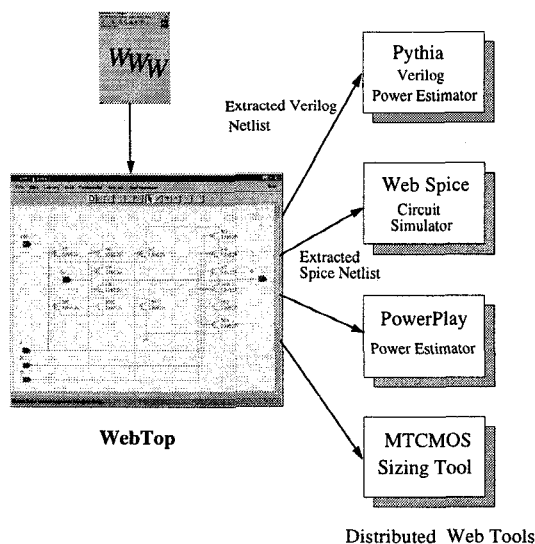 WWW
Pythia
Verilog
Power Estimator
Extracted Verilog
Netlist
Web Spice
Circuit
Simulator
Extracted
Spice Netlist
PowerPlay
Power Estimator
WebTop
MTCMOS
Sizing Tool
Distributed Web Tools